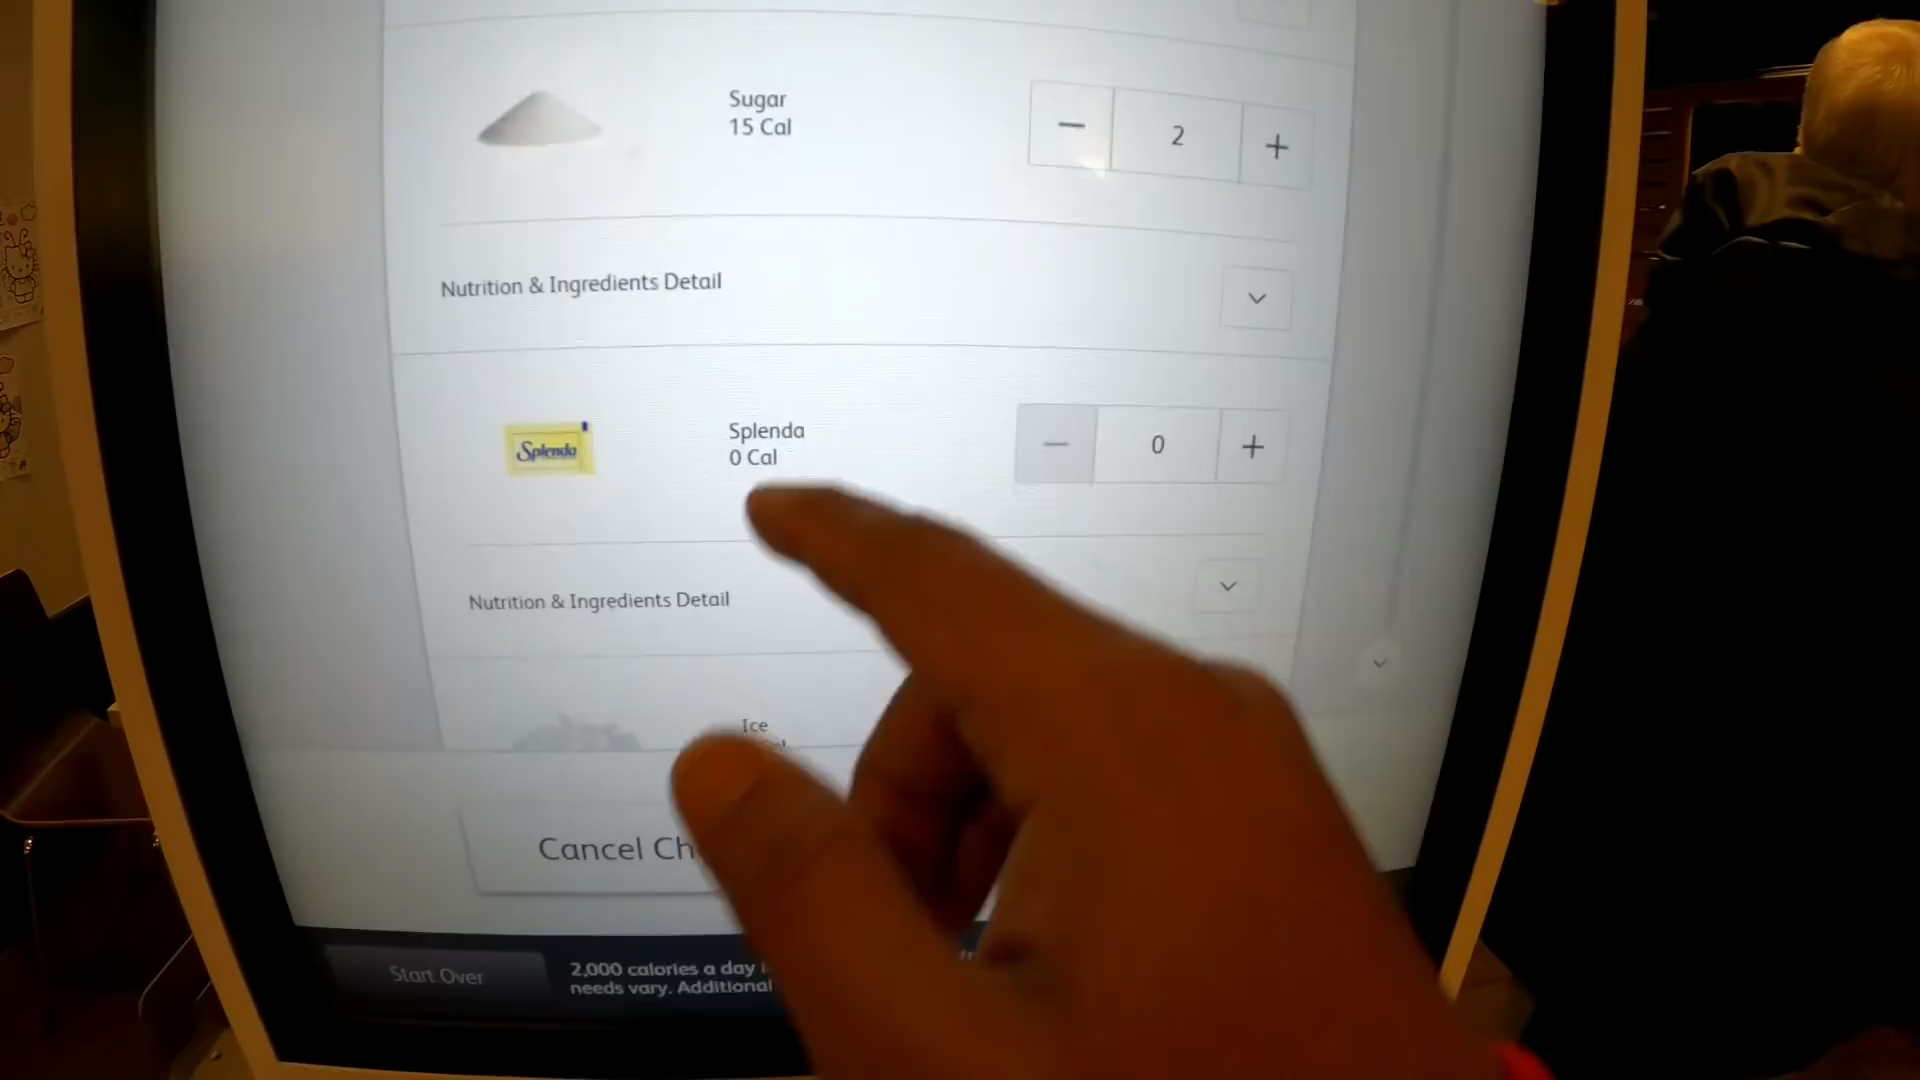 Sugar
15 Cal
2
Nutrition & Ingredients Detail
Splenda
Splenda
0 Cal
0
Nutrition & Ingredients Detail
Ice
Cancel
Start Over
2,000 calories a day
needs vary. Additional